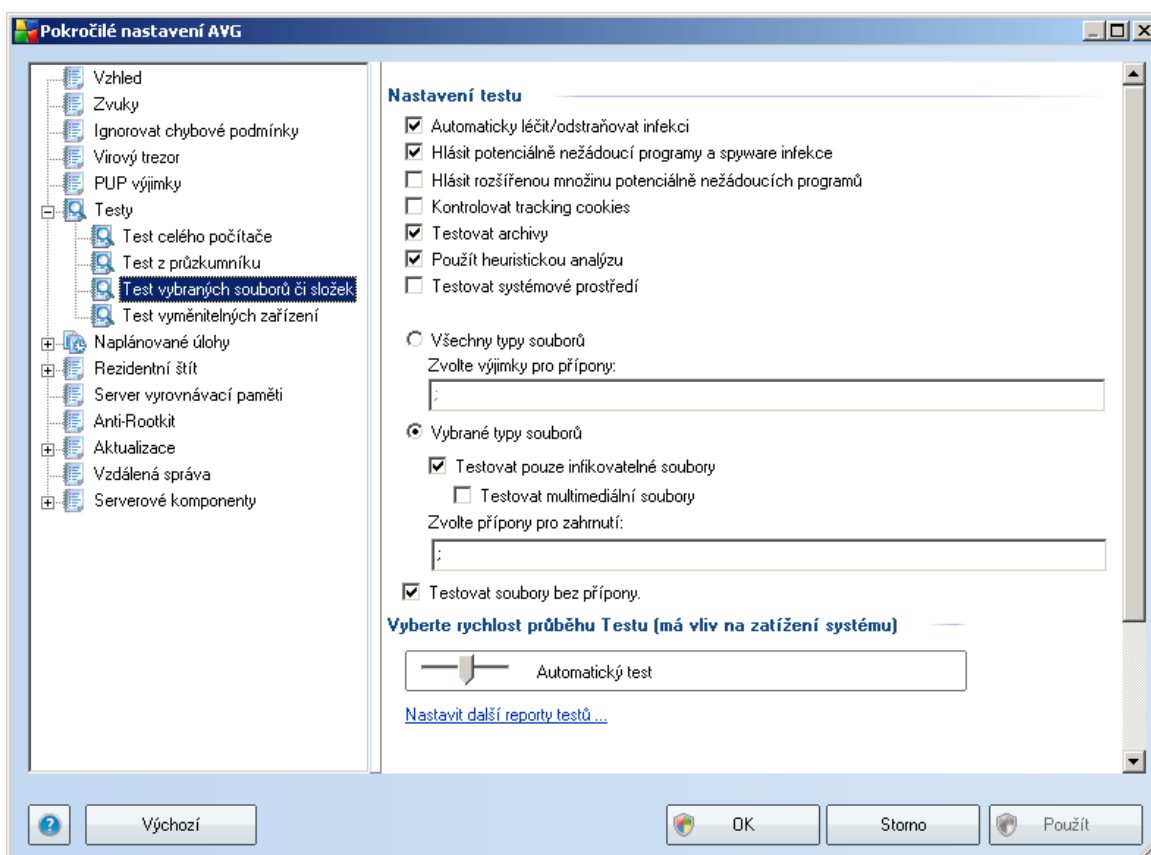 Pokročilé nastavení AVG
Vzhled
Zvuky
Ignorovat chybové podmínky
Virový trezor
PUP výjimky
Testy
Test celého počítače
Test z průzkumníku
Test vybraných souborů či složek
Test vyměnitelných zařízení
Naplánované úlohy
Rezidentní štít
Server vyrovnávací paměti
Anti-Rootkit
Aktualizace
Vzdálená správa
Serverové komponenty
Nastavení testu
Automaticky léčit/odstraňovat infekci
Hlásit potenciálně nežádoucí programy a spyware infekce
Hlásit rozšířenou množinu potenciálně nežádoucích programů
Kontrolovat tracking cookies
Testovat archivy
Použít heuristickou analýzu
Testovat systémové prostředí
Všechny typy souborů
Zvolte výjimky pro přípony:
;
Vybrané typy souborů
Testovat pouze infikovatelné soubory
Testovat multimediální soubory
Zvolte přípony pro zahrnutí:
;
Testovat soubory bez přípony.
Vyberte rychlost průběhu Testu (má vliv na zatížení systému)
Automatický test
Nastavit další reporty testů ...
Výchozí
OK
Storno
Použít